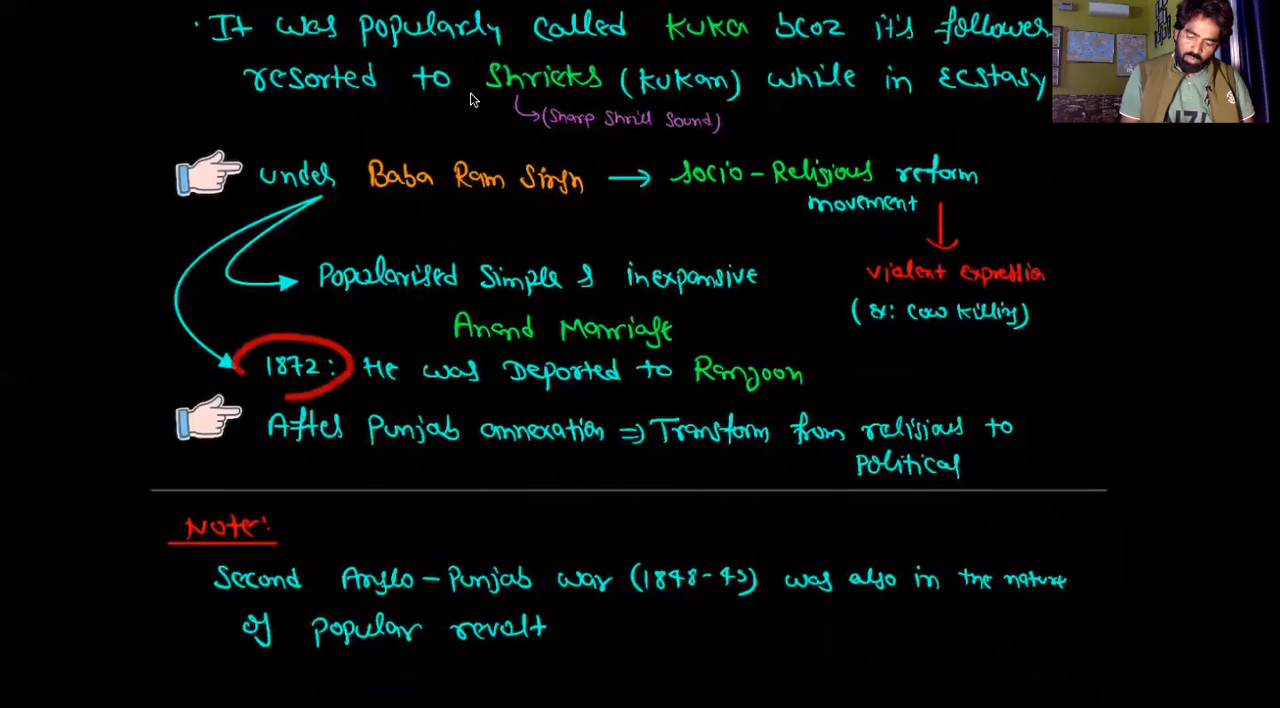 · It was popularly called Kuka bcoz it's follower
resorted to Shrieks (Kukan) while in Ecstasy
(Sharp Shrill Sound)
under Baba Ram Singh → Socio-Religious reform
movement
Popularised Simple & inexpansive
violent expression
Anand Marriage
(Ex: Cow Killing)
1872: He was Deported to Rangoon
After Punjab annexation ⇒ Transform from religious to
Political
Note:
Second Anglo-Punjab war (1848-49) was also in the nature
of popular revolt